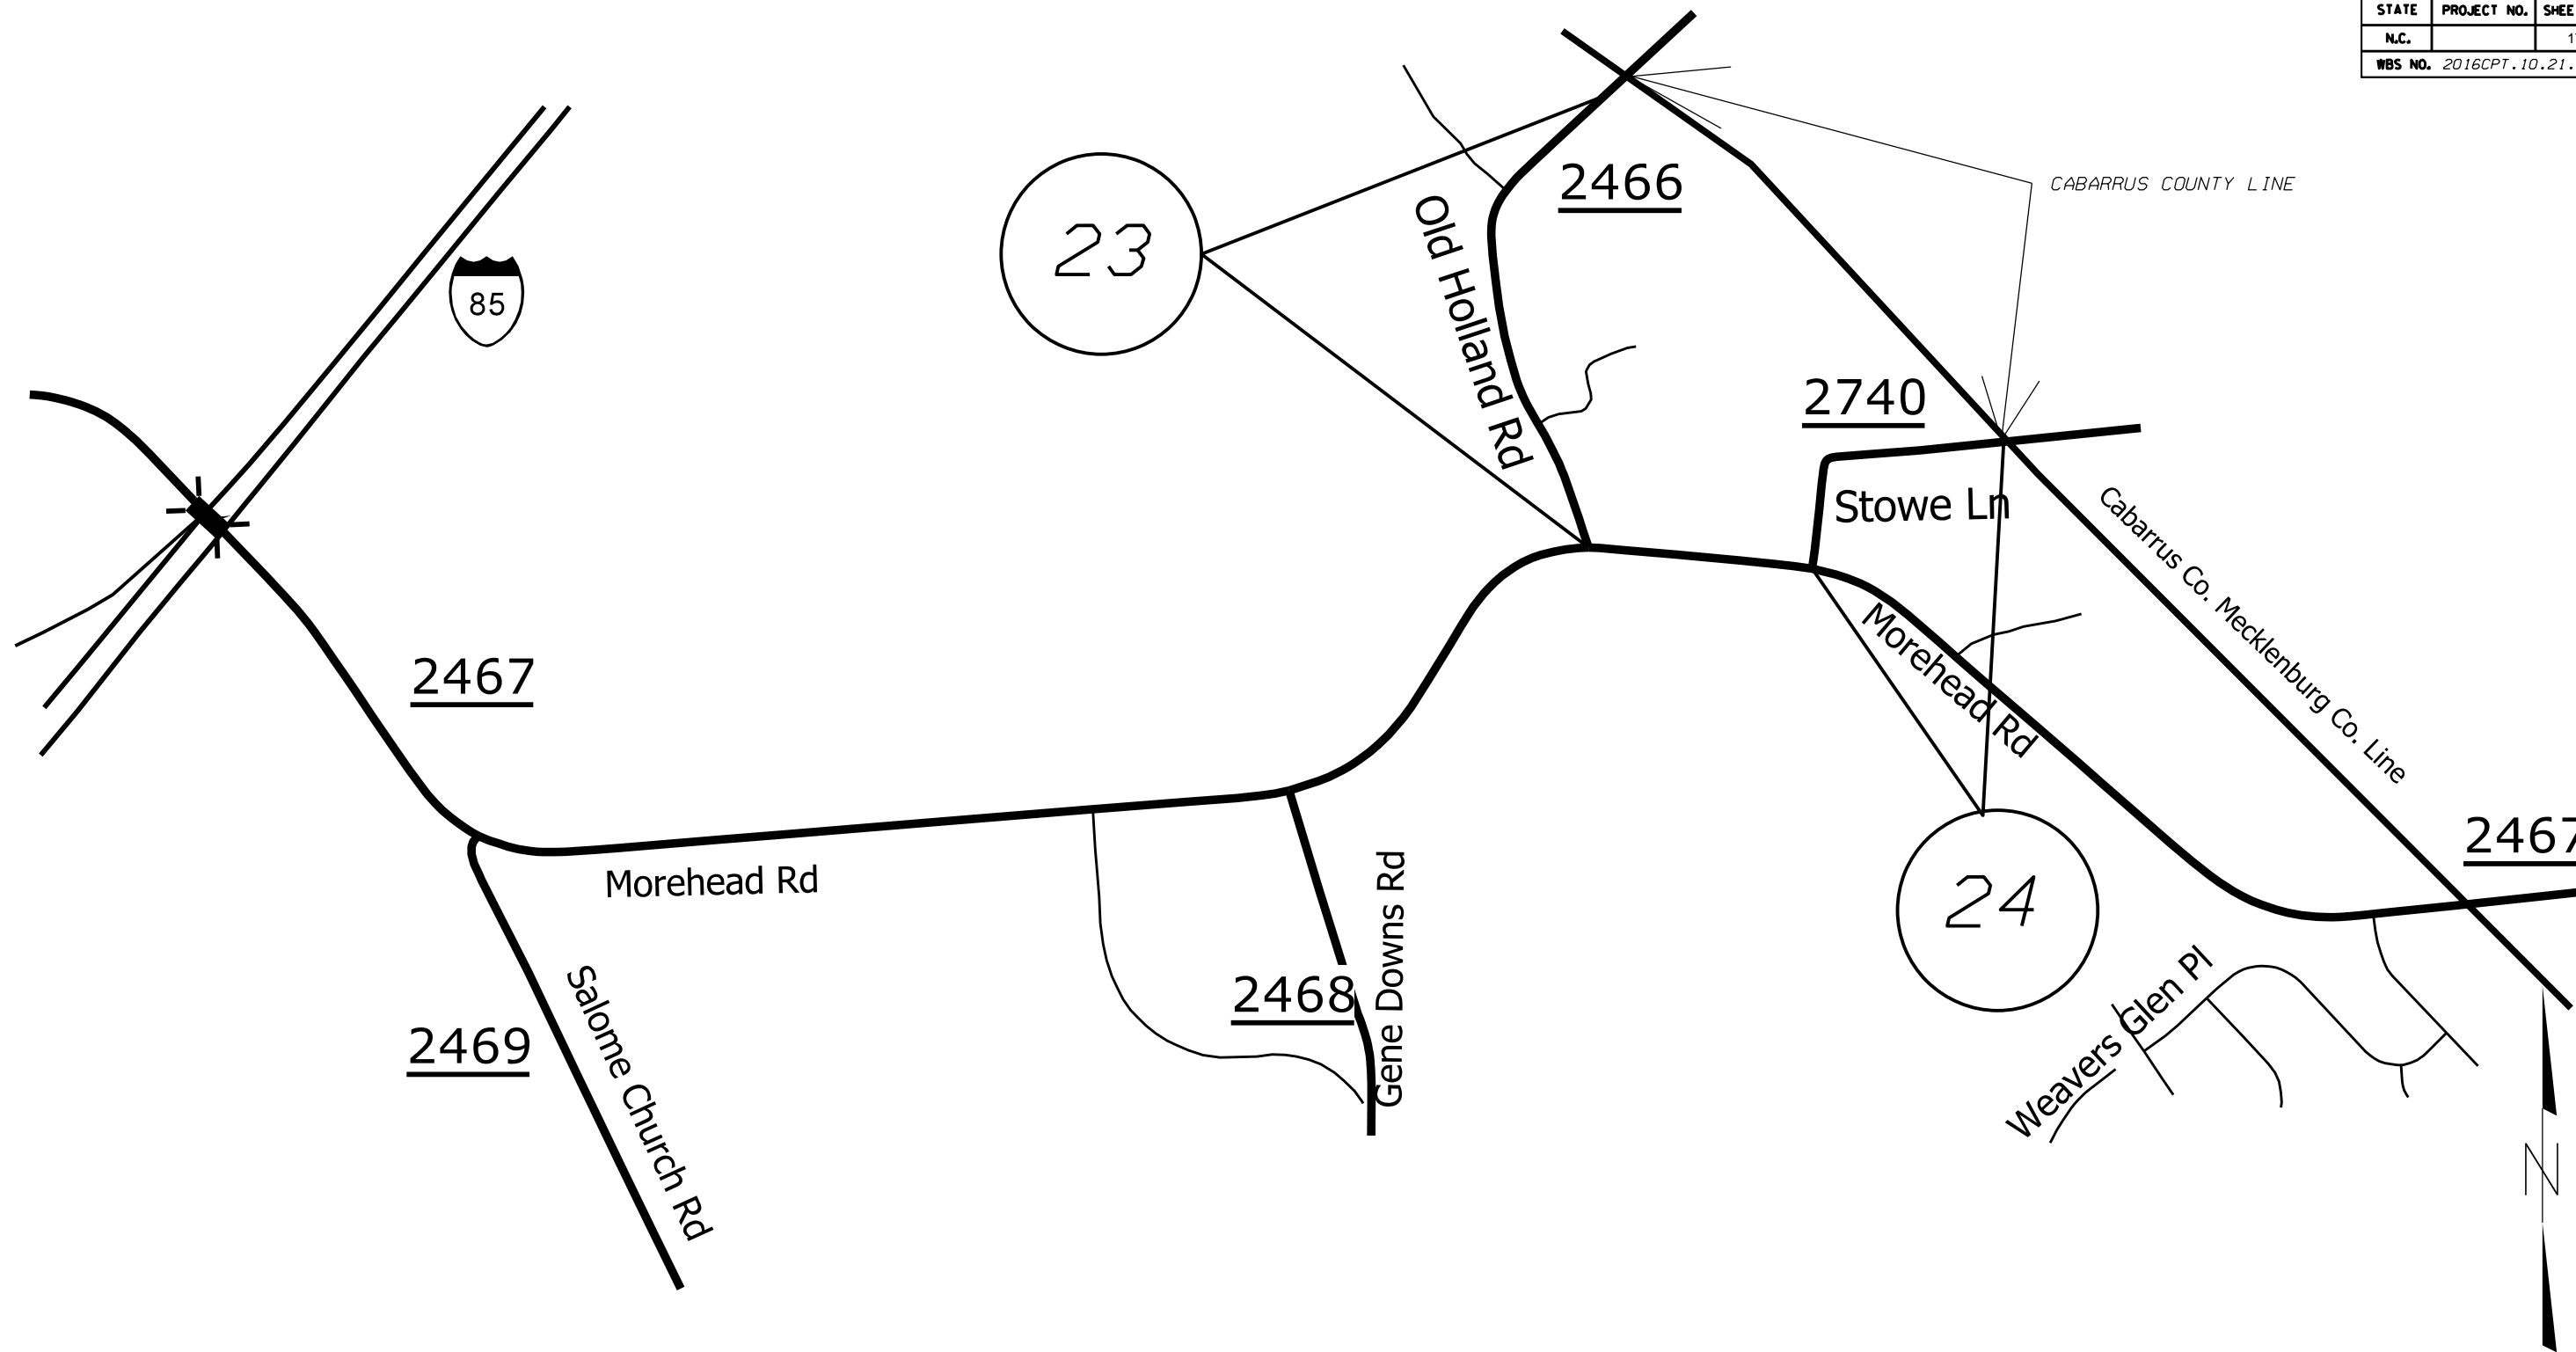 STATE PROJECT NO.
N.C.
WBS NO. 2016CPT.10.21.
2466
CABARRUS COUNTY LINE
23
Old Holland Rd
85
2740
Stowe Ln
Cabarrus Co. Mecklenburg Co. Line
Morehead Rd
2467
2467
Morehead Rd
24
Gene Downs Rd
2468
Weavers Glen Pl
Salome Church Rd
2469
N